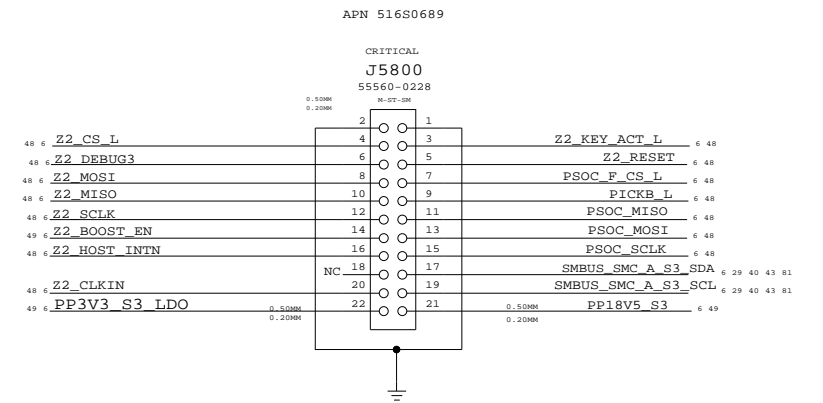 APN 516S0689
CRITICAL
J5800
55560-0228
M-ST-SM
0.50MM
0.20MM
2 1
48 6 Z2_CS_L 4 3 Z2_KEY_ACT_L 6 48
48 6 Z2_DEBUG3 6 5 Z2_RESET 6 48
48 6 Z2_MOSI 8 7 PSOC_F_CS_L 6 48
48 6 Z2_MISO 10 9 PICKB_L 6 48
48 6 Z2_SCLK 12 11 PSOC_MISO 6 48
49 6 Z2_BOOST_EN 14 13 PSOC_MOSI 6 48
48 6 Z2_HOST_INTN 16 15 PSOC_SCLK 6 48
NC 18 17 SMBUS_SMC_A_S3_SDA 6 29 40 43 81
48 6 Z2_CLKIN 20 19 SMBUS_SMC_A_S3_SCL 6 29 40 43 81
49 6 PP3V3_S3_LDO 0.50MM 22 21 0.50MM PP18V5_S3 6 49
0.20MM 0.20MM